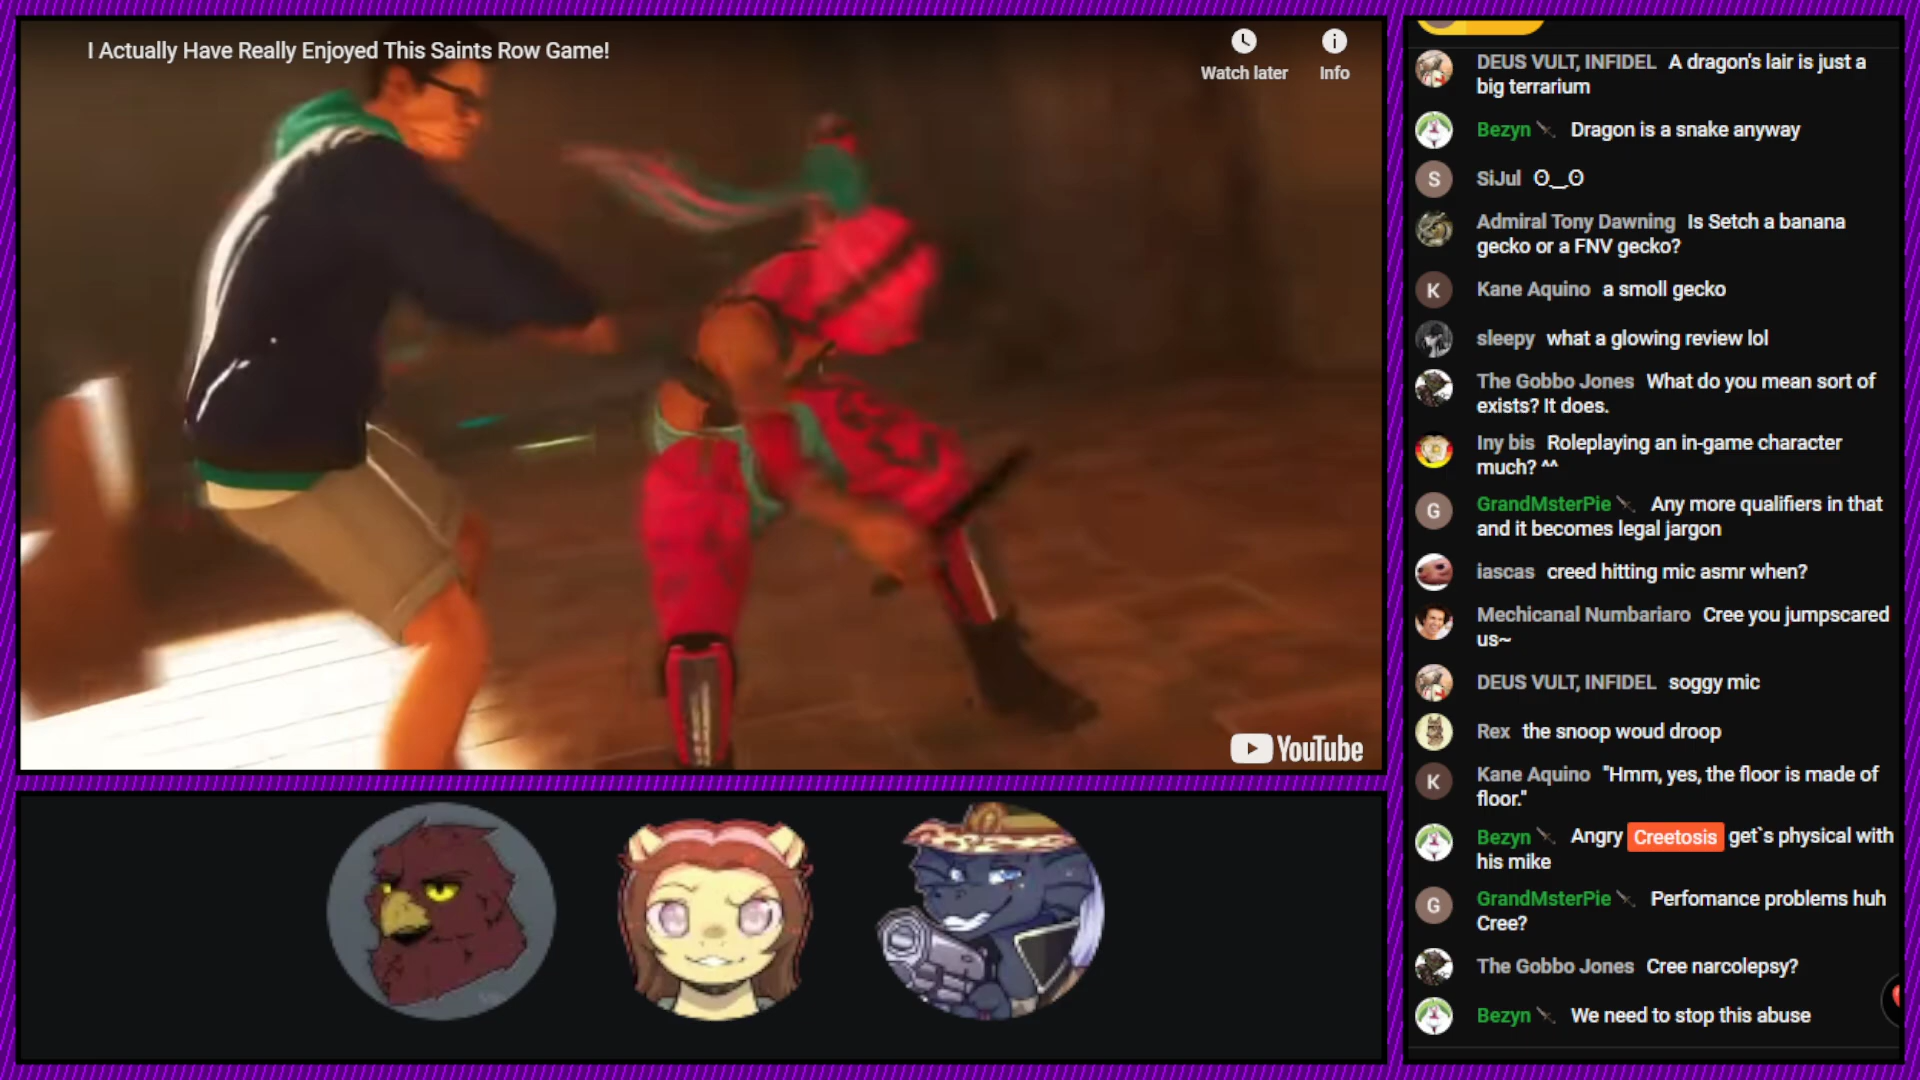 I Actually Have Really Enjoyed This Saints Row Game!
Watch later
Info
YouTube
DEUS VULT, INFIDEL A dragon's lair is just a
big terrarium
Bezyn Dragon is a snake anyway
S
SiJul ʘ‿ʘ
Admiral Tony Dawning Is Setch a banana
gecko or a FNV gecko?
K
Kane Aquino a smoll gecko
sleepy what a glowing review lol
The Gobbo Jones What do you mean sort of
exists? It does.
Iny bis Roleplaying an in-game character
much? ^^
G
GrandMsterPie Any more qualifiers in that
and it becomes legal jargon
iascas creed hitting mic asmr when?
Mechicanal Numbariaro Cree you jumpscared
us~
DEUS VULT, INFIDEL soggy mic
Rex the snoop woud droop
K
Kane Aquino "Hmm, yes, the floor is made of
floor."
Bezyn Angry Creetosis get`s physical with
his mike
G
GrandMsterPie Perfomance problems huh
Cree?
The Gobbo Jones Cree narcolepsy?
Bezyn We need to stop this abuse